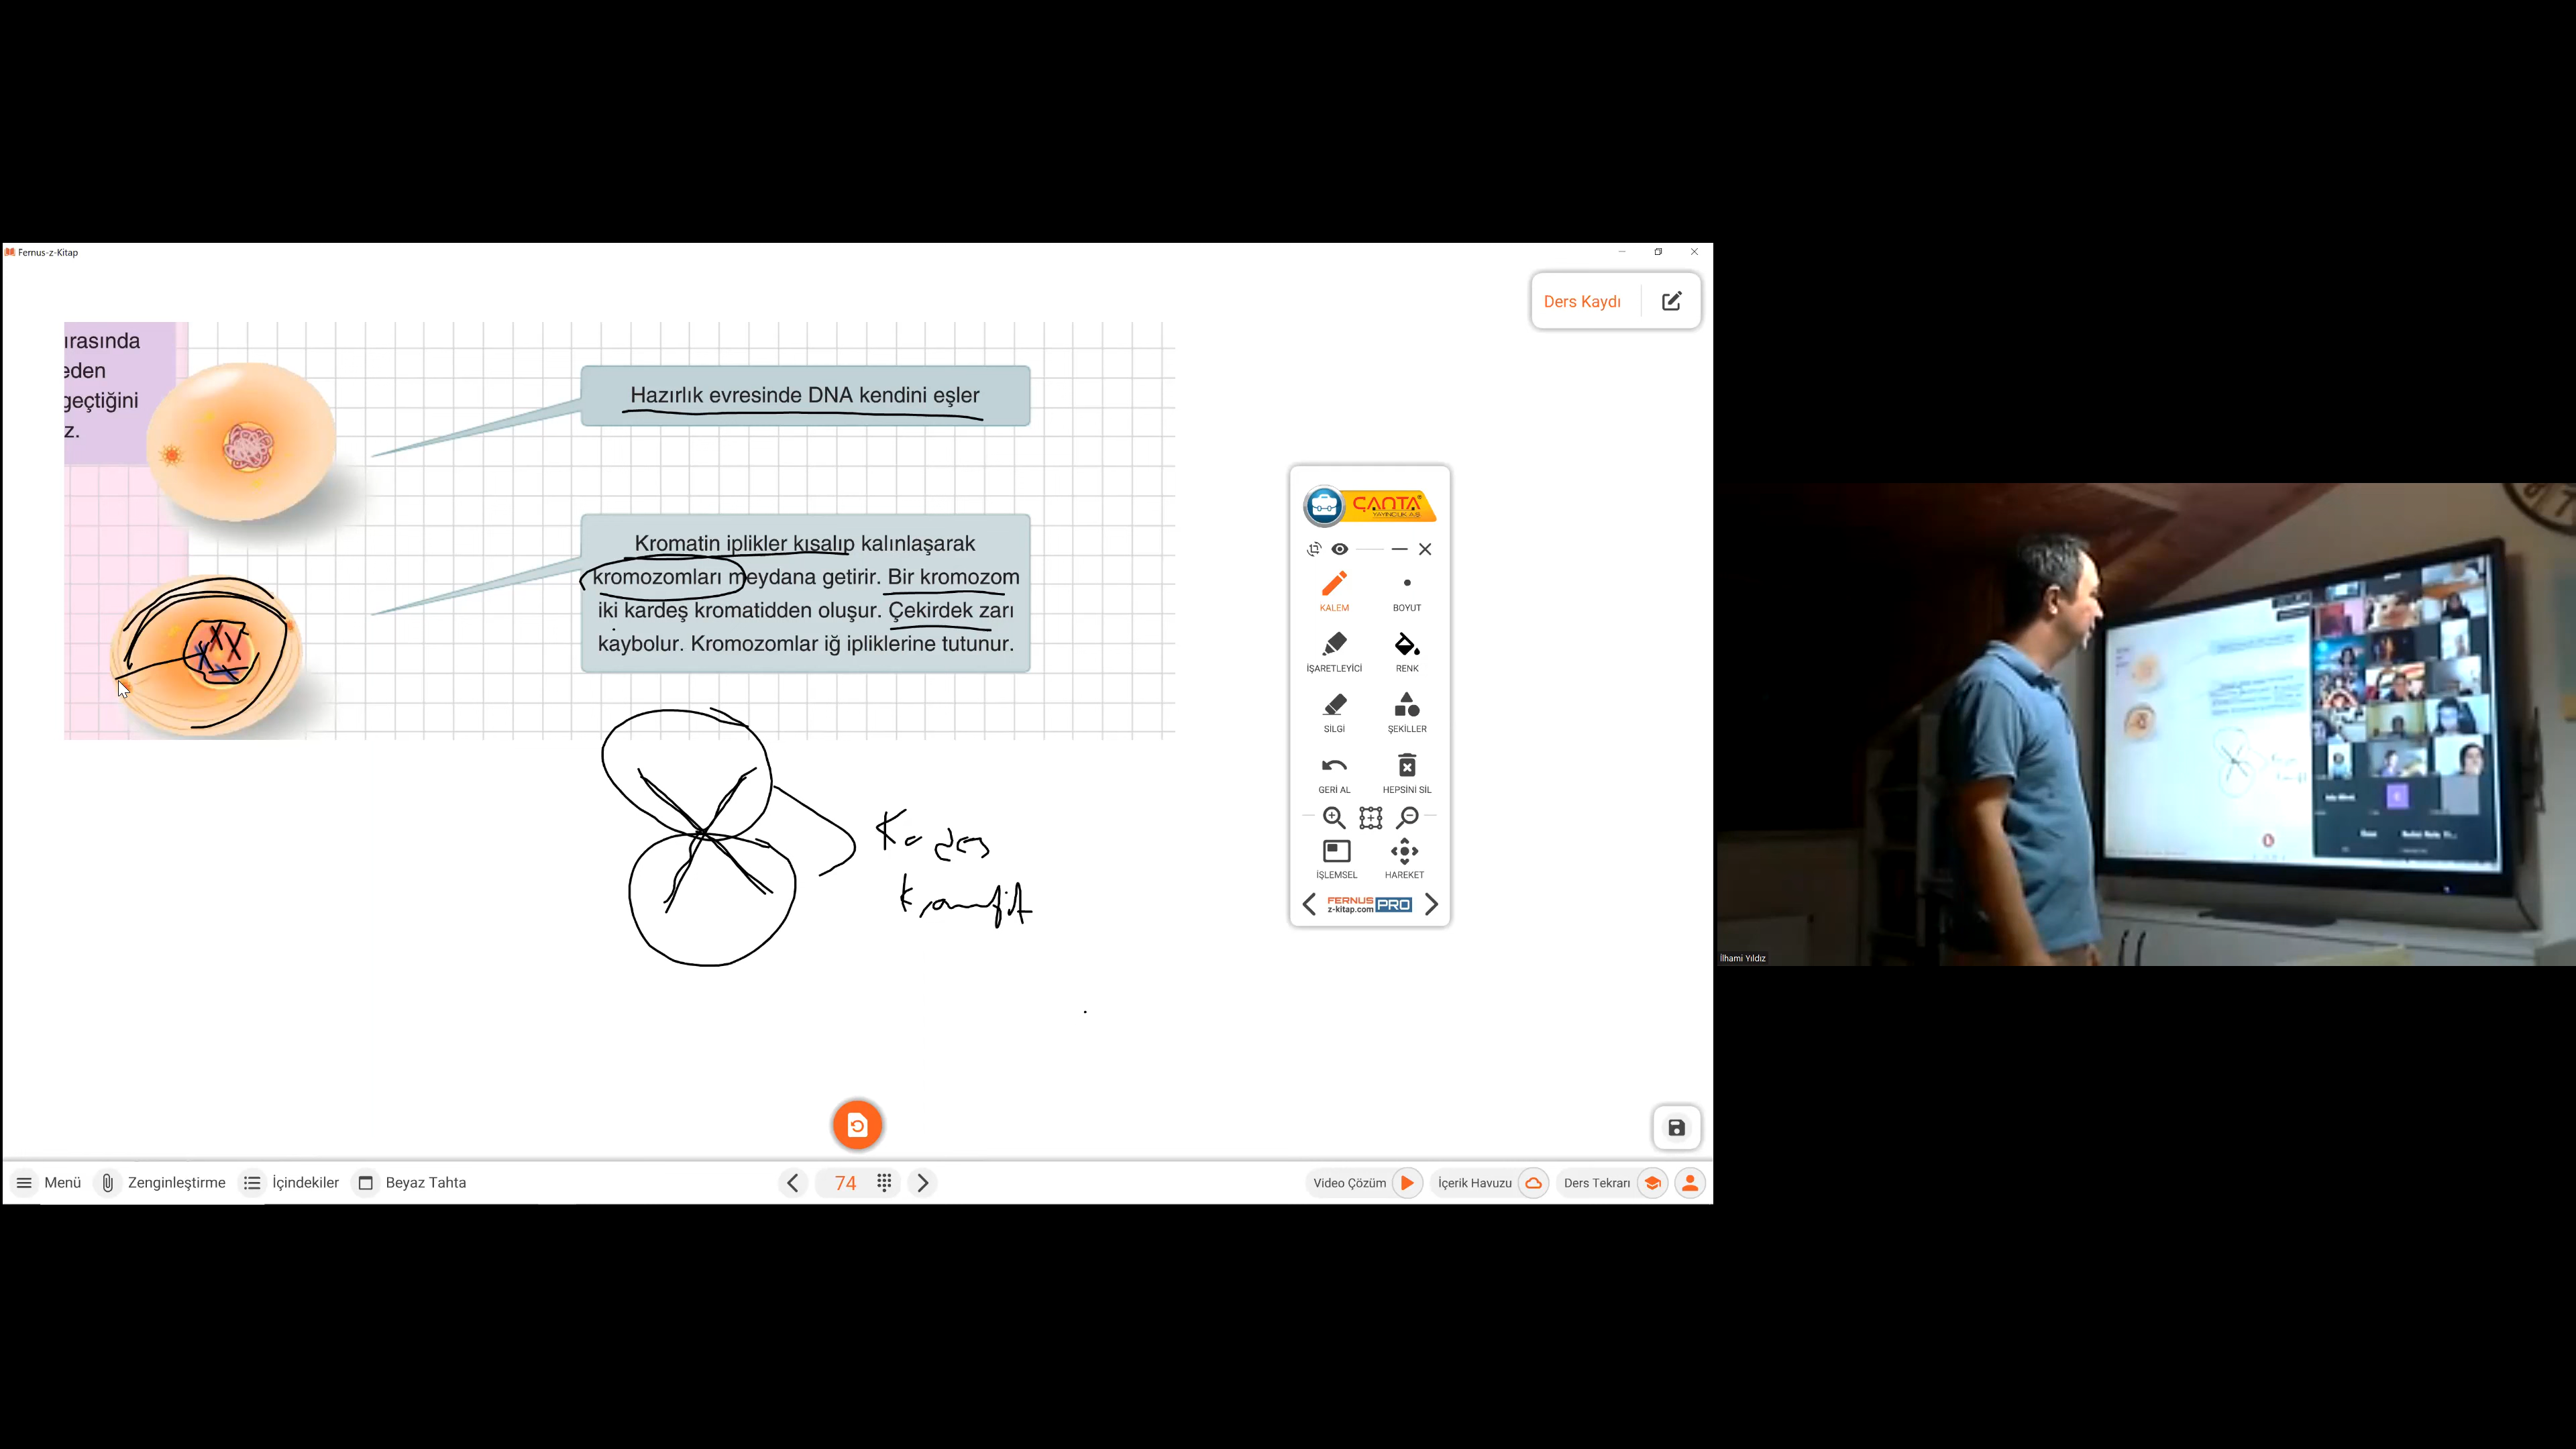 Fernus-z-Kitap
Ders Kaydı
ırasında
eden
geçtiğini
z.
Hazırlık evresinde DNA kendini eşler
Kromatin iplikler kısalıp kalınlaşarak
kromozomları meydana getirir. Bir kromozom
iki kardeş kromatidden oluşur. Çekirdek zarı
kaybolur. Kromozomlar iğ ipliklerine tutunur.
ÇANTA
YAYINCILIK A.Ş.
KALEM
BOYUT
İŞARETLEYİCİ
RENK
SİLGİ
ŞEKİLLER
GERİ AL
HEPSİNİ SİL
İŞLEMSEL
HAREKET
FERNUS
z-kitap.com PRO
İlhami Yıldız
Menü
Zenginleştirme
İçindekiler
Beyaz Tahta
74
Video Çözüm
İçerik Havuzu
Ders Tekrarı